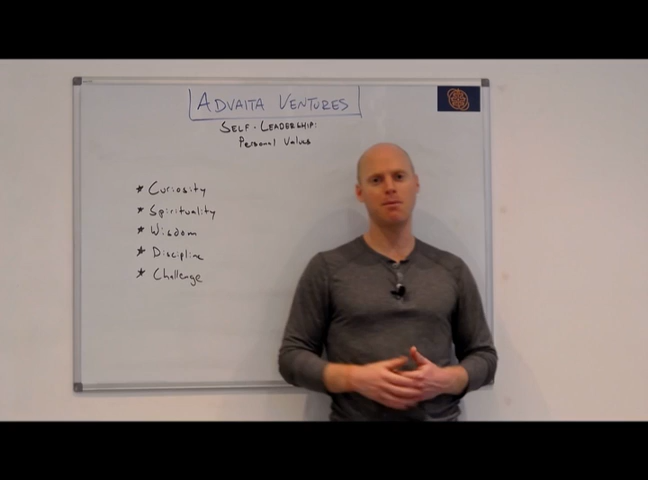 ADVAITA VENTURES
SELF-LEADERSHIP:
Personal Values
* Curiosity
* Spirituality
* Wisdom
* Discipline
* Challenge